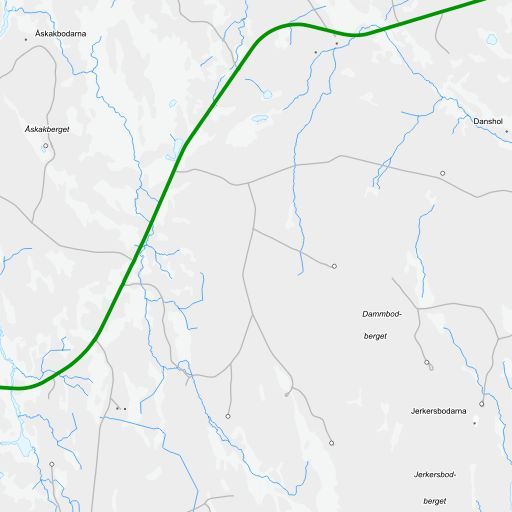 Åskakbodarna
Danshol
Åskakberget
Dammbod-
berget
Jerkersbodarna
Jerkersbod-
berget